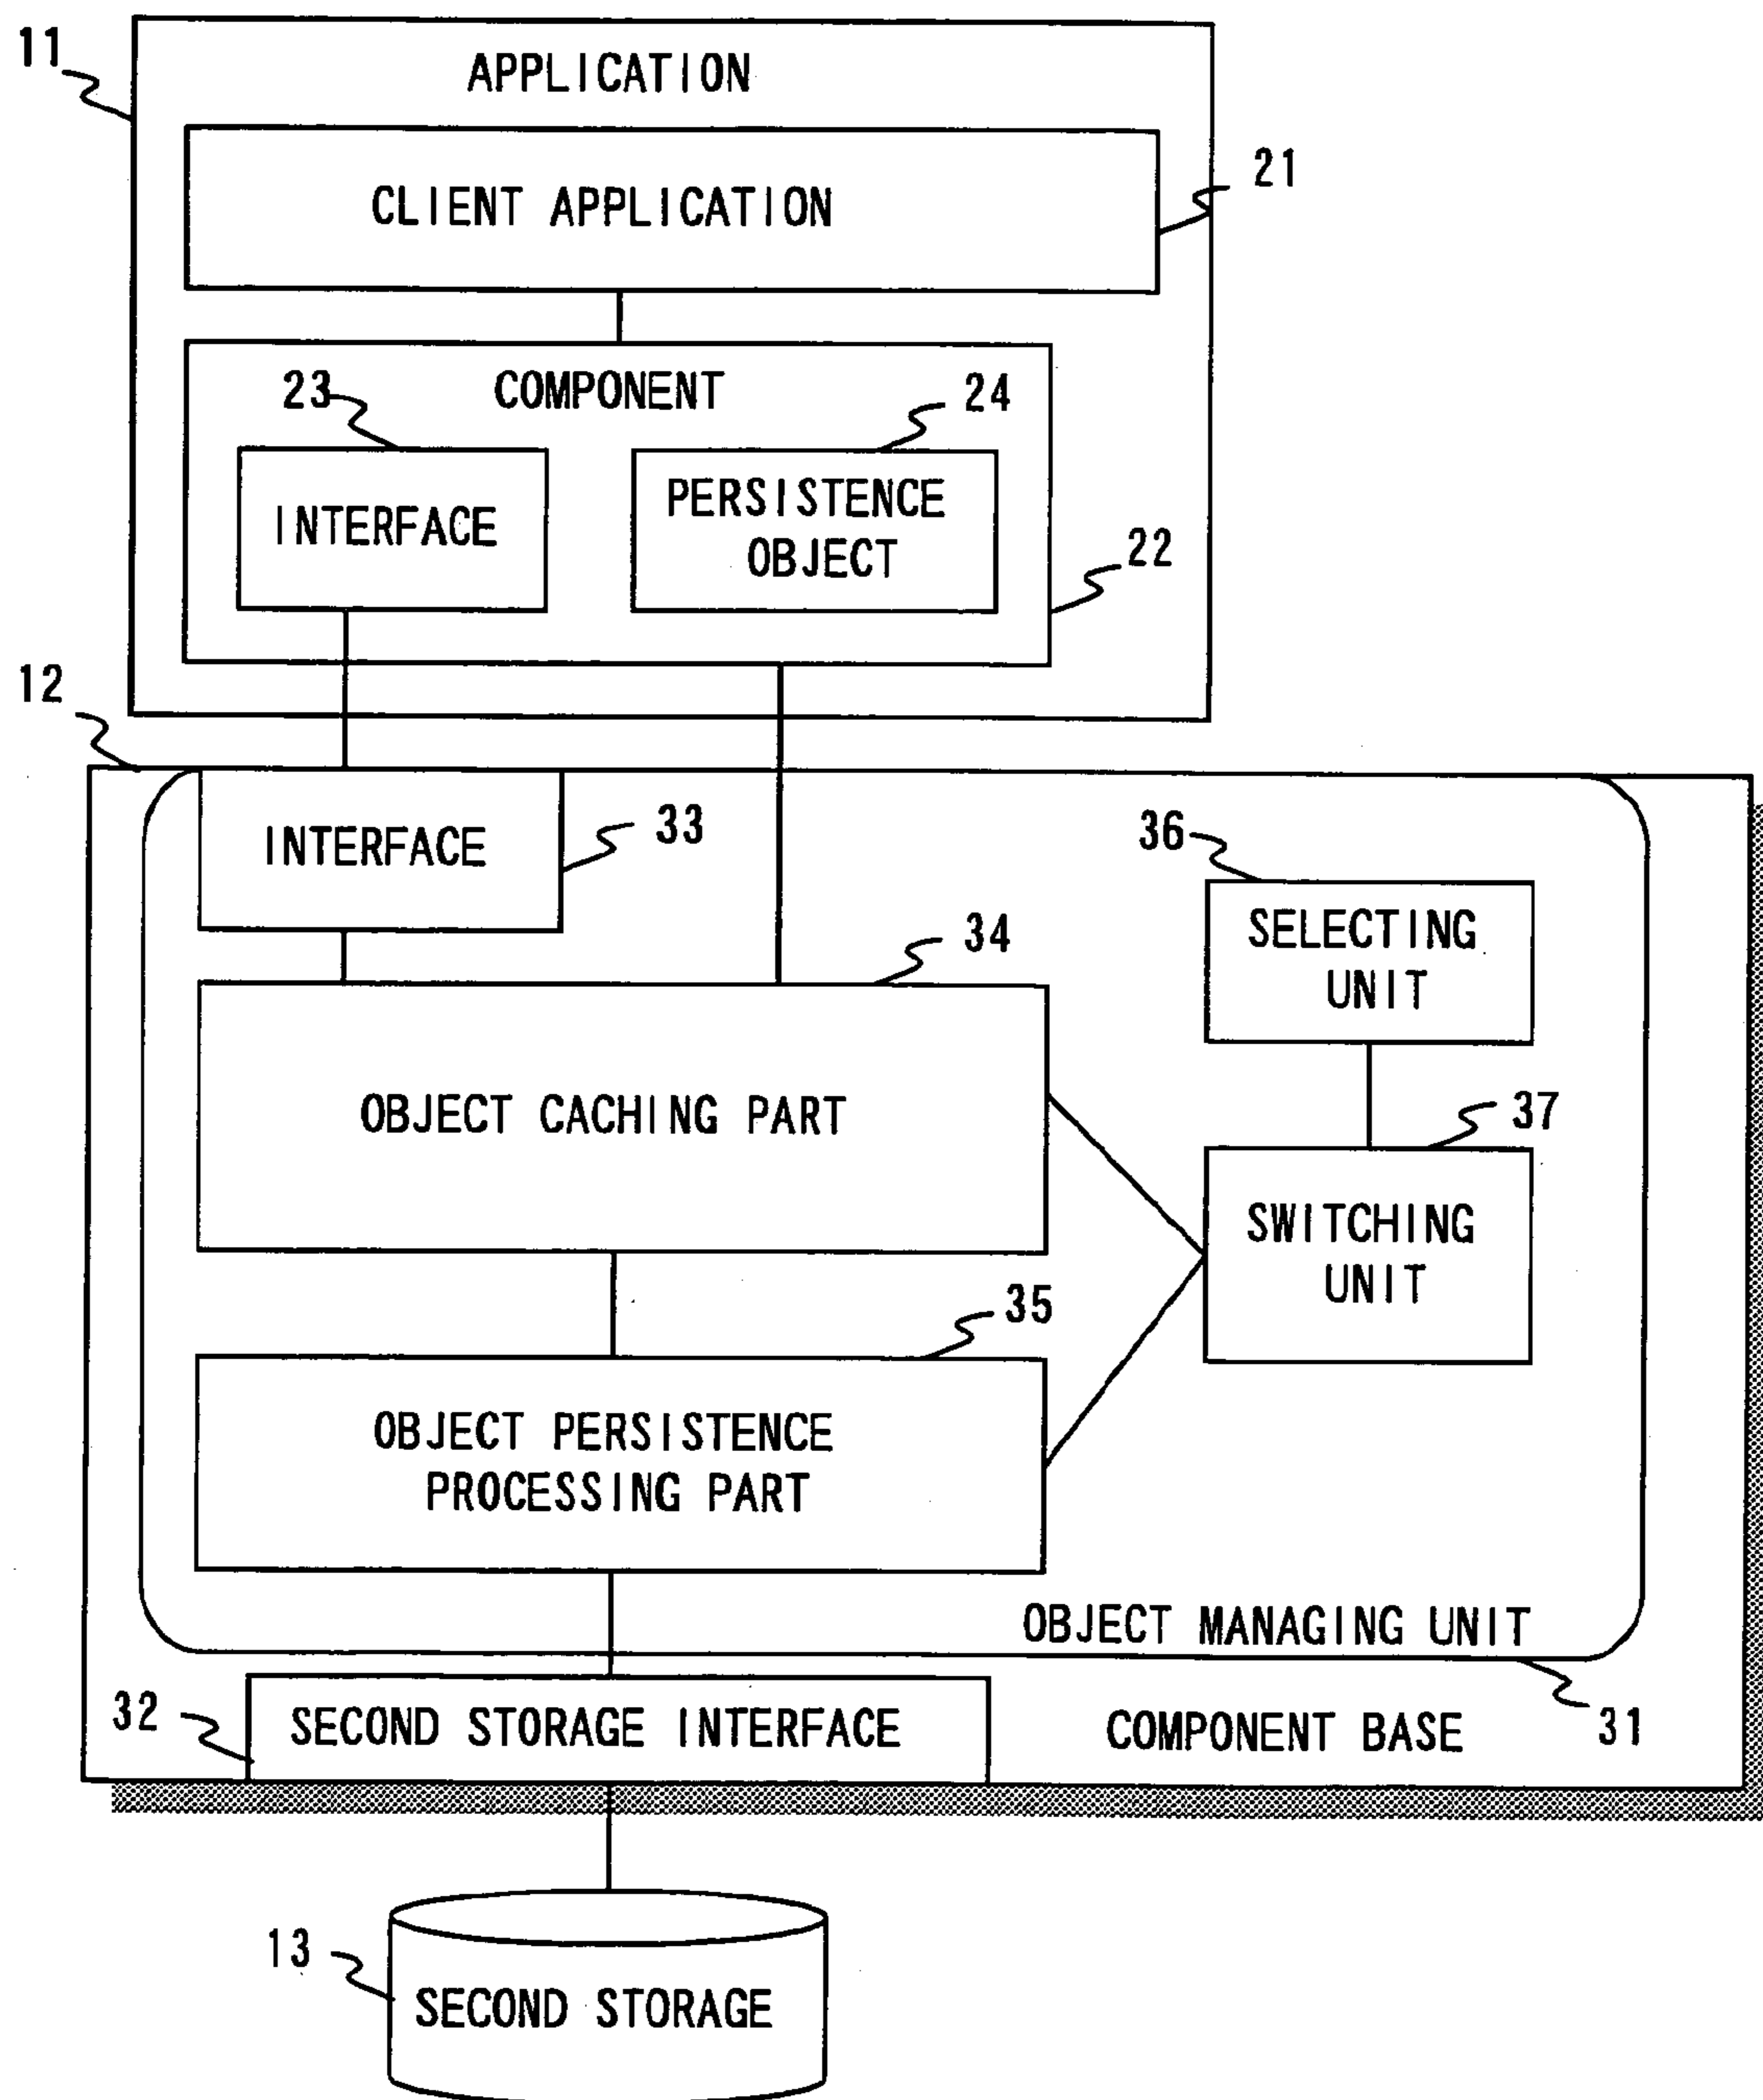 11
APPLICATION
21
CLIENT APPLICATION
23
COMPONENT
24
INTERFACE
PERSISTENCE
OBJECT
22
12
INTERFACE
33
36
34
SELECTING
UNIT
OBJECT CACHING PART
37
SWITCHING
UNIT
35
OBJECT PERSISTENCE
PROCESSING PART
OBJECT MANAGING UNIT
32
SECOND STORAGE INTERFACE
COMPONENT BASE
31
13
SECOND STORAGE